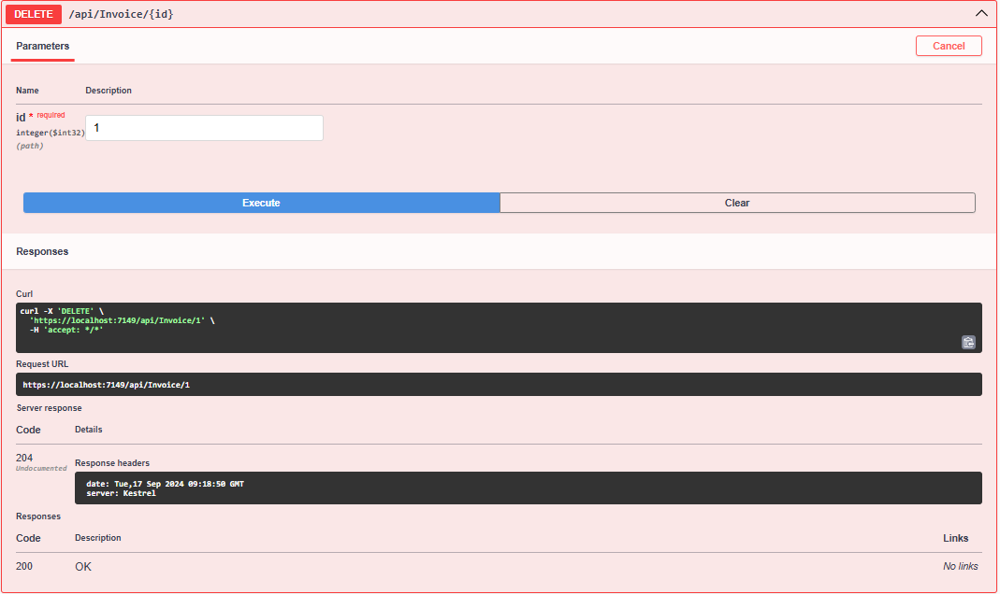 DELETE /api/Invoice/{id}
Parameters
Cancel
Name Description
id * required
integer($int32)
(path)
1
Execute Clear
Responses
Curl
curl -X 'DELETE' \
'https://localhost:7149/api/Invoice/1' \
-H 'accept: */*'
Request URL
https://localhost:7149/api/Invoice/1
Server response
Code Details
204
Undocumented
Response headers
date: Tue,17 Sep 2024 09:18:50 GMT
server: Kestrel
Responses
Code Description Links
200 OK No links